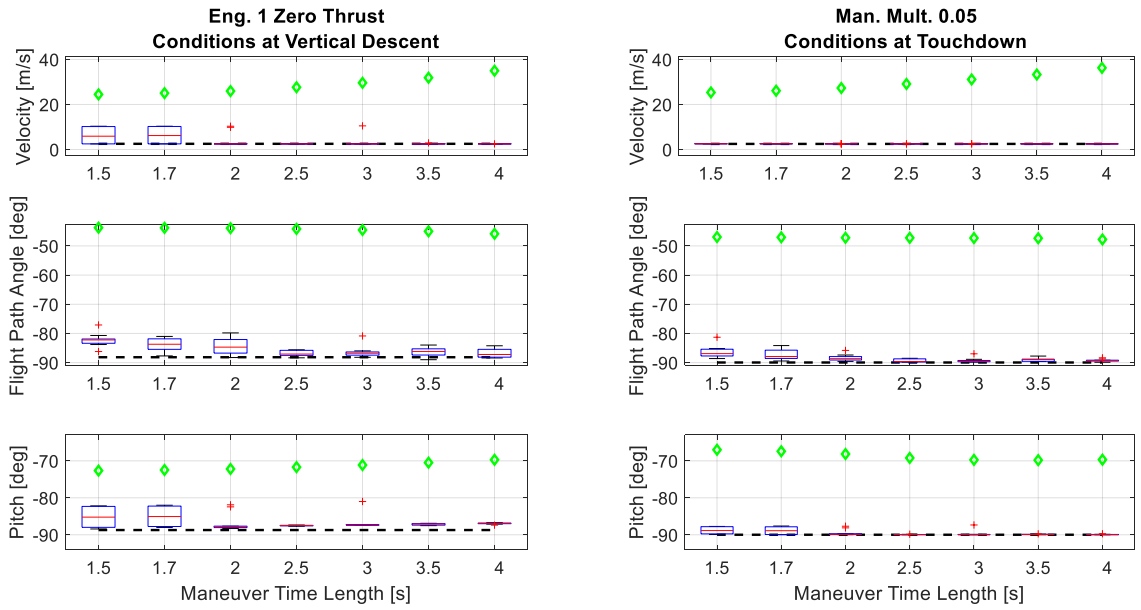 Eng. 1 Zero Thrust
Conditions at Vertical Descent
Velocity [m/s]
40
20
0
1.5 1.7 2 2.5 3 3.5 4
Flight Path Angle [deg]
-50
-60
-70
-80
-90
1.5 1.7 2 2.5 3 3.5 4
Pitch [deg]
-70
-80
-90
1.5 1.7 2 2.5 3 3.5 4
Maneuver Time Length [s]
Man. Mult. 0.05
Conditions at Touchdown
Velocity [m/s]
40
20
0
1.5 1.7 2 2.5 3 3.5 4
Flight Path Angle [deg]
-50
-60
-70
-80
-90
1.5 1.7 2 2.5 3 3.5 4
Pitch [deg]
-70
-80
-90
1.5 1.7 2 2.5 3 3.5 4
Maneuver Time Length [s]